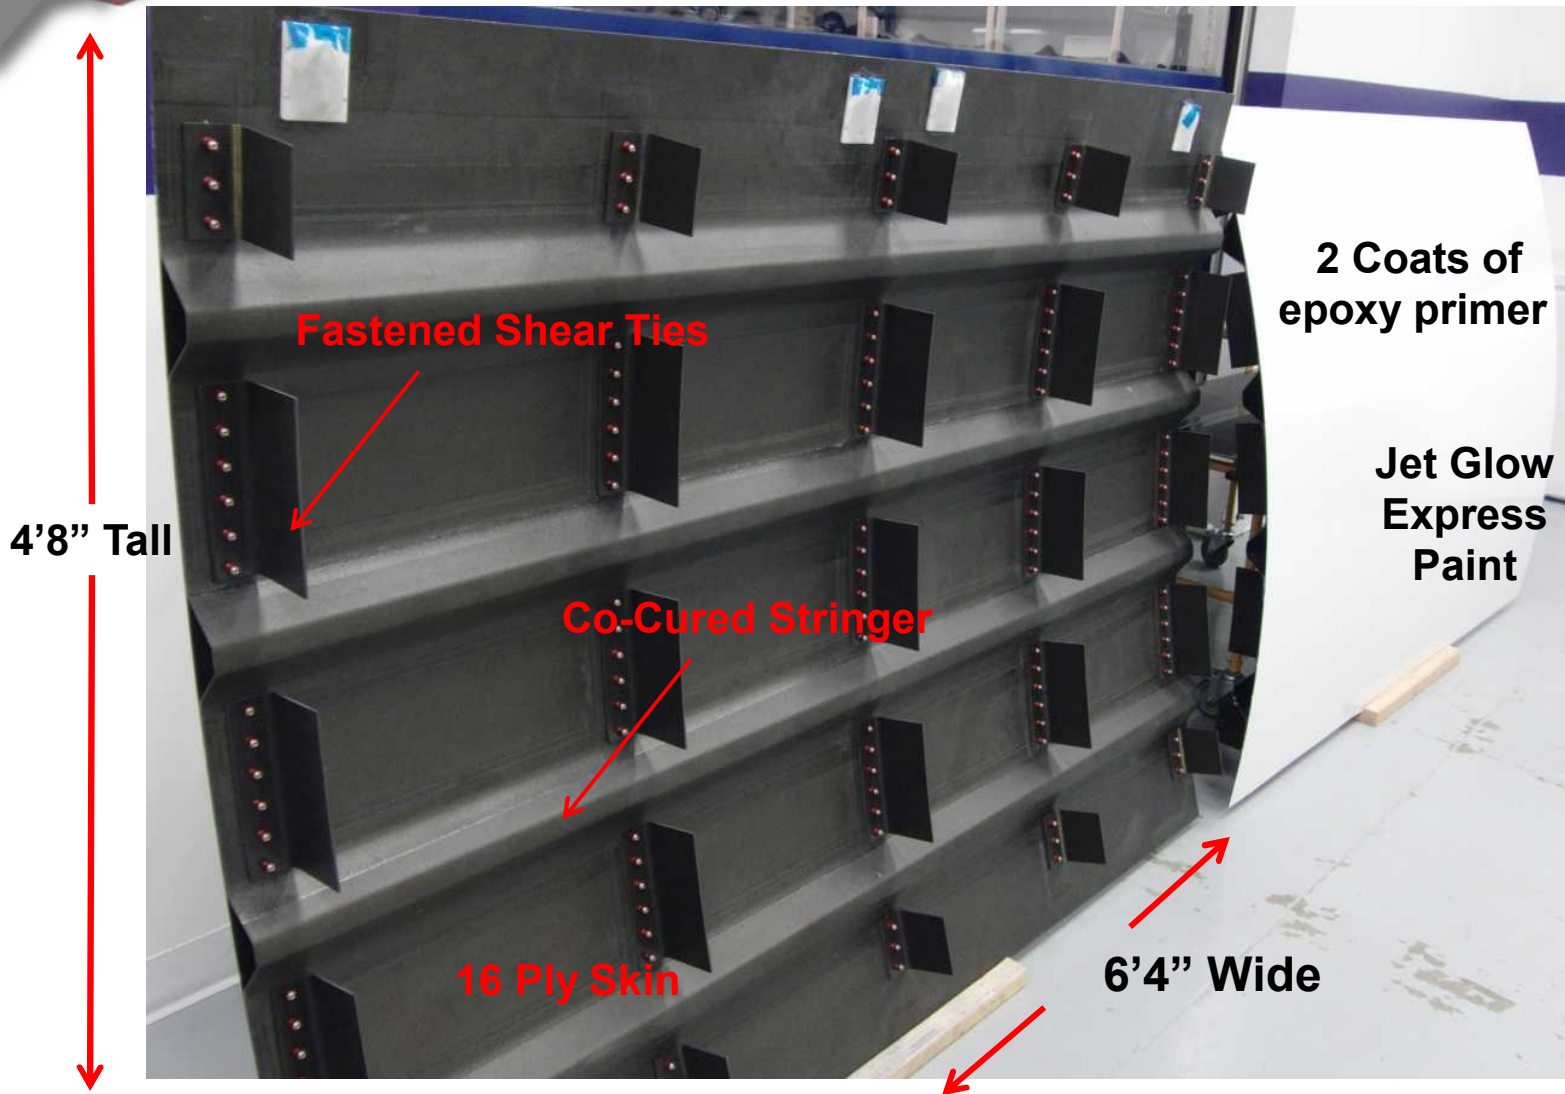 2 Coats of
epoxy primer
Fastened Shear Ties
Jet Glow
Express
Paint
4’8” Tall
Co-Cured Stringer
16 Ply Skin
6’4” Wide